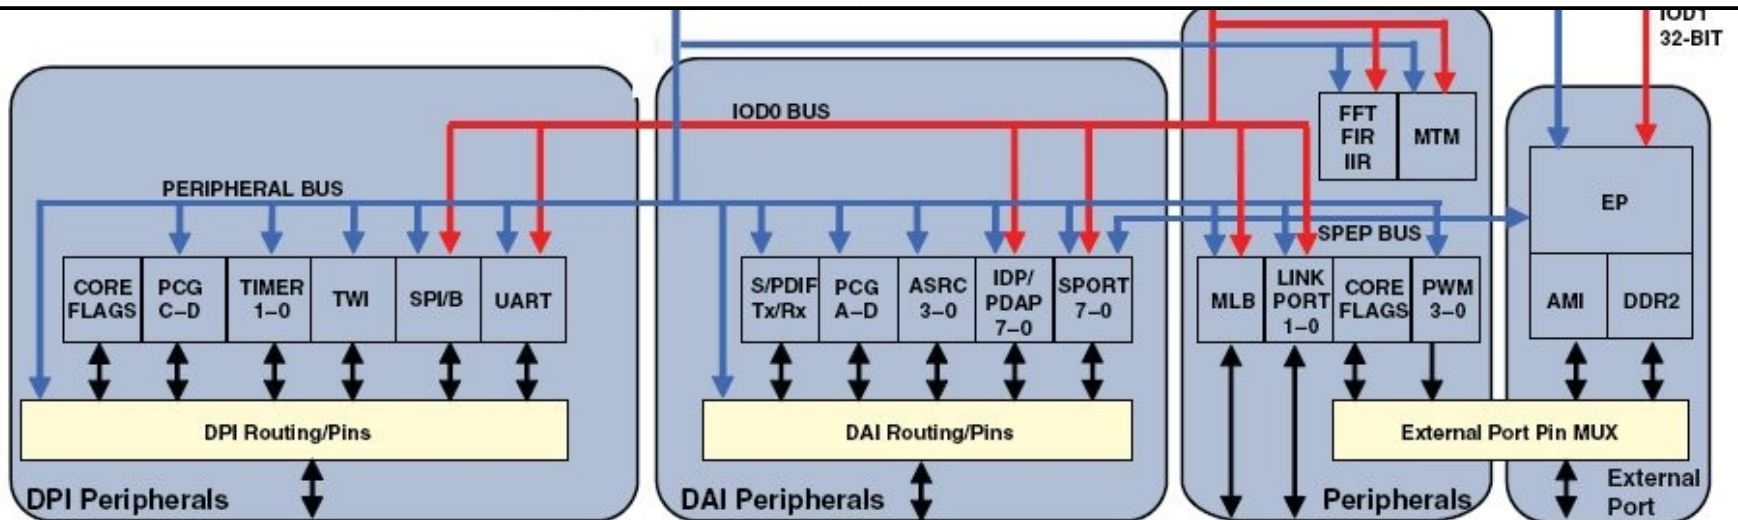 IOD1
32-BIT
IOD0 BUS
FFT
FIR
IIR
MTM
PERIPHERAL BUS
EP
SPEP BUS
CORE
FLAGS
PCG
C–D
TIMER
1–0
TWI
SPI/B
UART
S/PDIF
Tx/Rx
PCG
A–D
ASRC
3–0
IDP/
PDAP
7–0
SPORT
7–0
MLB
LINK
PORT
1–0
CORE
FLAGS
PWM
3–0
AMI
DDR2
DPI Routing/Pins
DAI Routing/Pins
External Port Pin MUX
DPI Peripherals
DAI Peripherals
Peripherals
External
Port